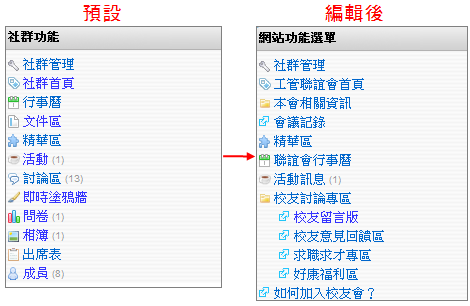 預設
社群功能
社群管理
社群首頁
行事曆
文件區
精華區
活動 (1)
討論區 (13)
即時塗鴉牆
問卷 (1)
相簿 (1)
出席表
成員 (8)
編輯後
網站功能選單
社群管理
工管聯誼會首頁
本會相關資訊
會議記錄
精華區
聯誼會行事曆
活動訊息 (1)
校友討論專區
校友留言版
校友意見回饋區
求職求才專區
好康福利區
如何加入校友會？